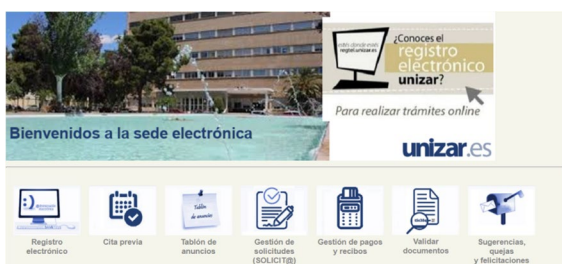 ¿Conoces el
registro
electrónico
unizar?
Para realizar trámites online
Bienvenidos a la sede electrónica
unizar.es
Tablón
de anuncios
Registro
electrónico
Cita previa
Tablón de
anuncios
Gestión de
solicitudes
(SOLICIT@)
Gestión de pagos
y recibos
Validar
documentos
Sugerencias,
quejas
y felicitaciones